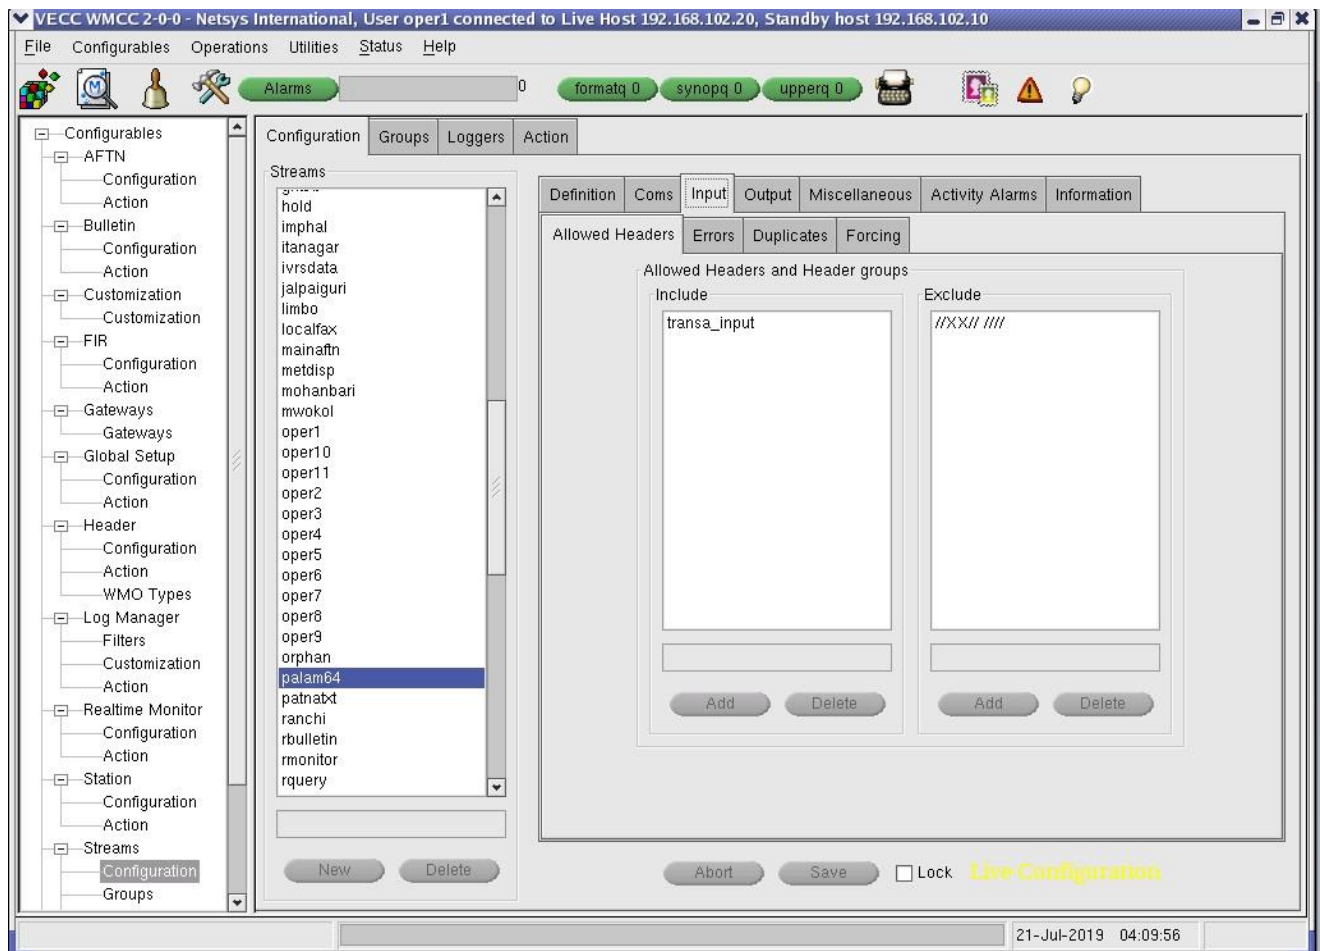 VECC WMCC 2-0-0 - Netsys International, User oper1 connected to Live Host 192.168.102.20, Standby host 192.168.102.10
File Configurables Operations Utilities Status Help
Alarms 0 formatq 0 synopq 0 upperq 0
Configurables
AFTN
Configuration
Action
Bulletin
Configuration
Action
Customization
Customization
FIR
Configuration
Action
Gateways
Gateways
Global Setup
Configuration
Action
Header
Configuration
Action
WMO Types
Log Manager
Filters
Customization
Action
Realtime Monitor
Configuration
Action
Station
Configuration
Action
Streams
Configuration
Groups
Configuration Groups Loggers Action
Streams
hold
imphal
itanagar
ivrsdata
jalpaiguri
limbo
localfax
mainaftn
metdisp
mohanbari
mwokol
oper1
oper10
oper11
oper2
oper3
oper4
oper5
oper6
oper7
oper8
oper9
orphan
palam64
patnatxt
ranchi
rbulletin
rmonitor
rquery
New Delete
Definition Coms Input Output Miscellaneous Activity Alarms Information
Allowed Headers Errors Duplicates Forcing
Allowed Headers and Header groups
Include
transa_input
Add Delete
Exclude
//XX// ////
Add Delete
Abort Save Lock Live Configuration
21-Jul-2019 04:09:56